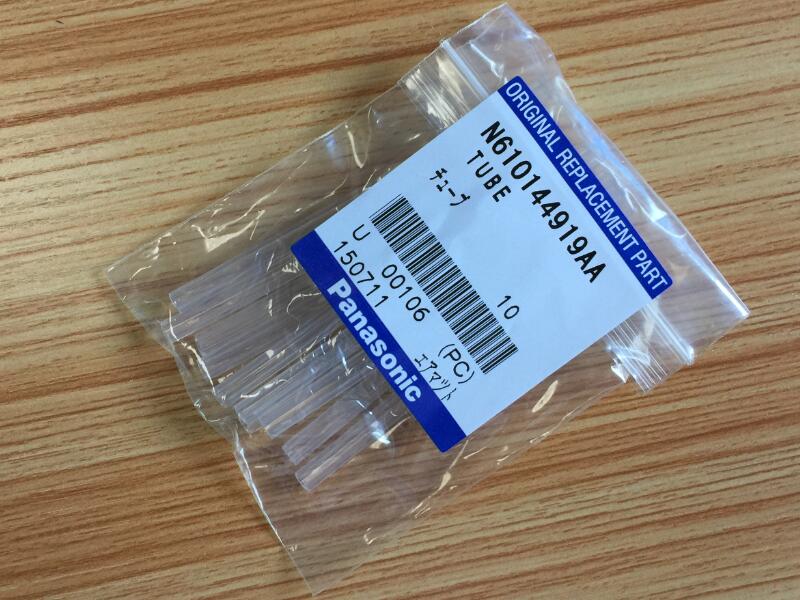 ORIGINAL REPLACEMENT PART
N610144919AA
TUBE
チューブ
10
U 00106 (PC)
150711 エアマット
Panasonic